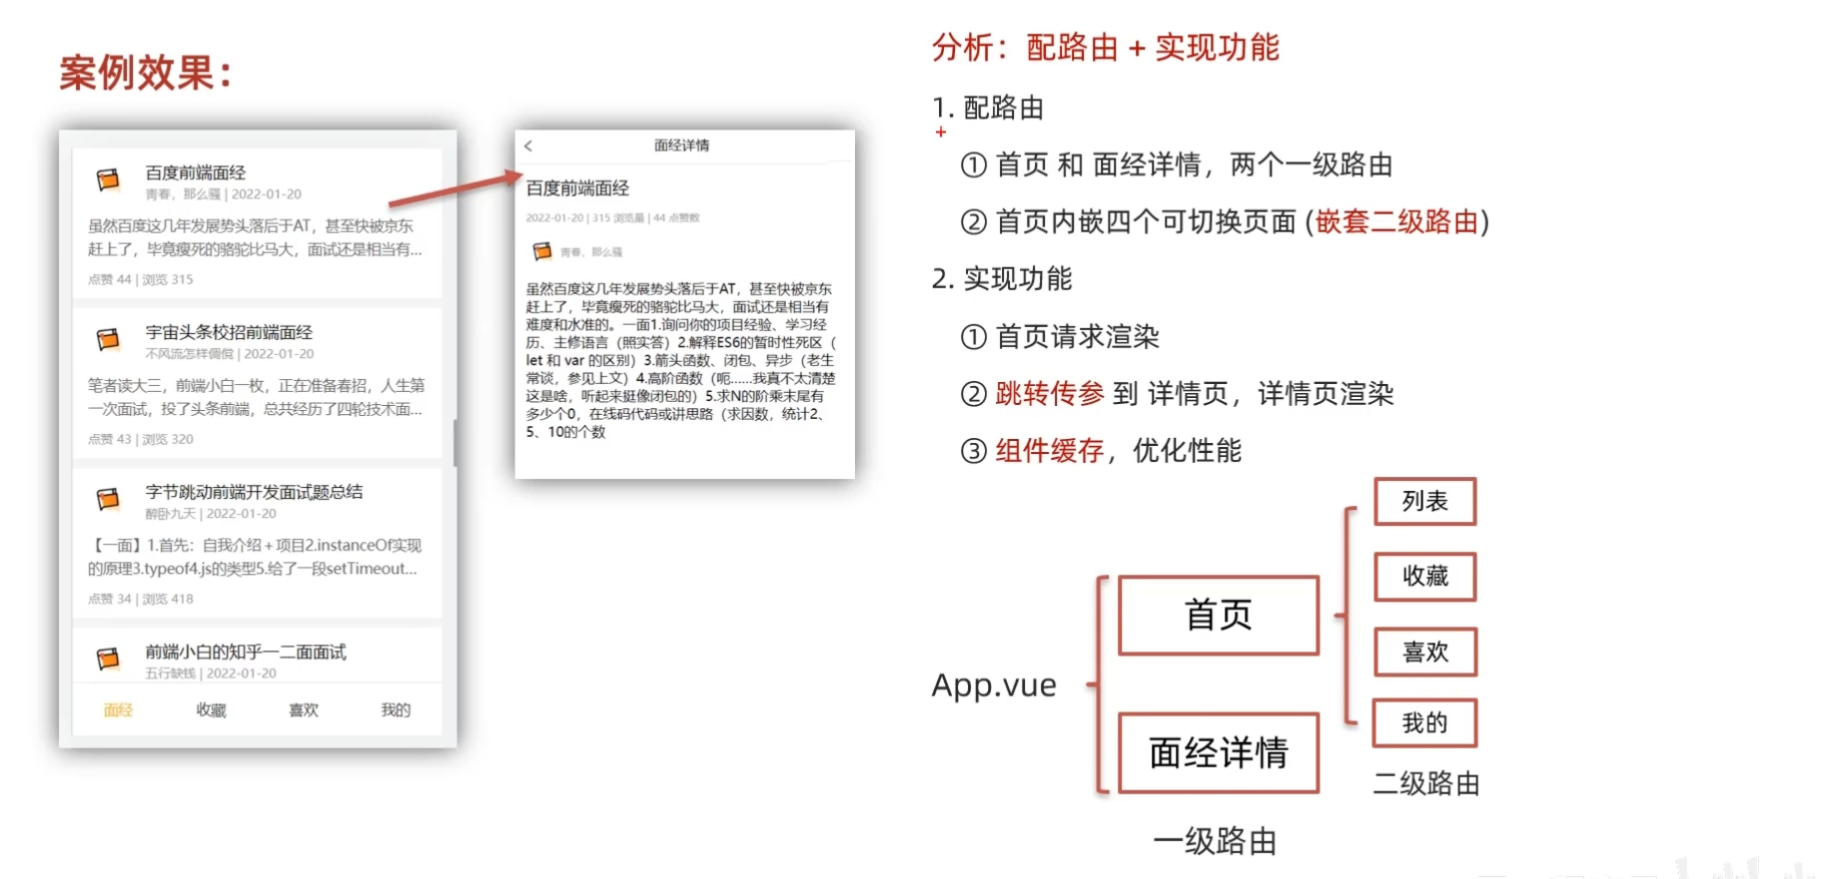 案例效果：
百度前端面经
青春，那么骚 | 2022-01-20
虽然百度这几年发展势头落后于AT，甚至快被京东
赶上了，毕竟瘦死的骆驼比马大，面试还是相当有...
点赞 44 | 浏览 315
宇宙头条校招前端面经
不风流怎样倜傥 | 2022-01-20
笔者读大三，前端小白一枚，正在准备春招，人生第
一次面试，投了头条前端，总共经历了四轮技术面...
点赞 43 | 浏览 320
字节跳动前端开发面试题总结
醉卧九天 | 2022-01-20
【一面】1.首先：自我介绍＋项目2.instanceOf实现
的原理3.typeof4.js的类型5.给了一段setTimeout...
点赞 34 | 浏览 418
前端小白的知乎一二面面试
五行缺钱 | 2022-01-20
面经 收藏 喜欢 我的
< 面经详情
百度前端面经
2022-01-20 | 315 浏览量 | 44 点赞数
青春、那么骚
虽然百度这几年发展势头落后于AT，甚至快被京东
赶上了，毕竟瘦死的骆驼比马大，面试还是相当有
难度和水准的。一面1.询问你的项目经验、学习经
历、主修语言（照实答）2.解释ES6的暂时性死区（
let 和 var 的区别）3.箭头函数、闭包、异步（老生
常谈，参见上文）4.高阶函数（呃......我真不太清楚
这是啥，听起来挺像闭包的）5.求N的阶乘末尾有
多少个0，在线码代码或讲思路（求因数，统计2、
5、10的个数
分析：配路由 + 实现功能
1. 配路由
① 首页 和 面经详情，两个一级路由
② 首页内嵌四个可切换页面 (嵌套二级路由)
2. 实现功能
① 首页请求渲染
② 跳转传参 到 详情页，详情页渲染
③ 组件缓存，优化性能
App.vue
首页
面经详情
一级路由
列表
收藏
喜欢
我的
二级路由